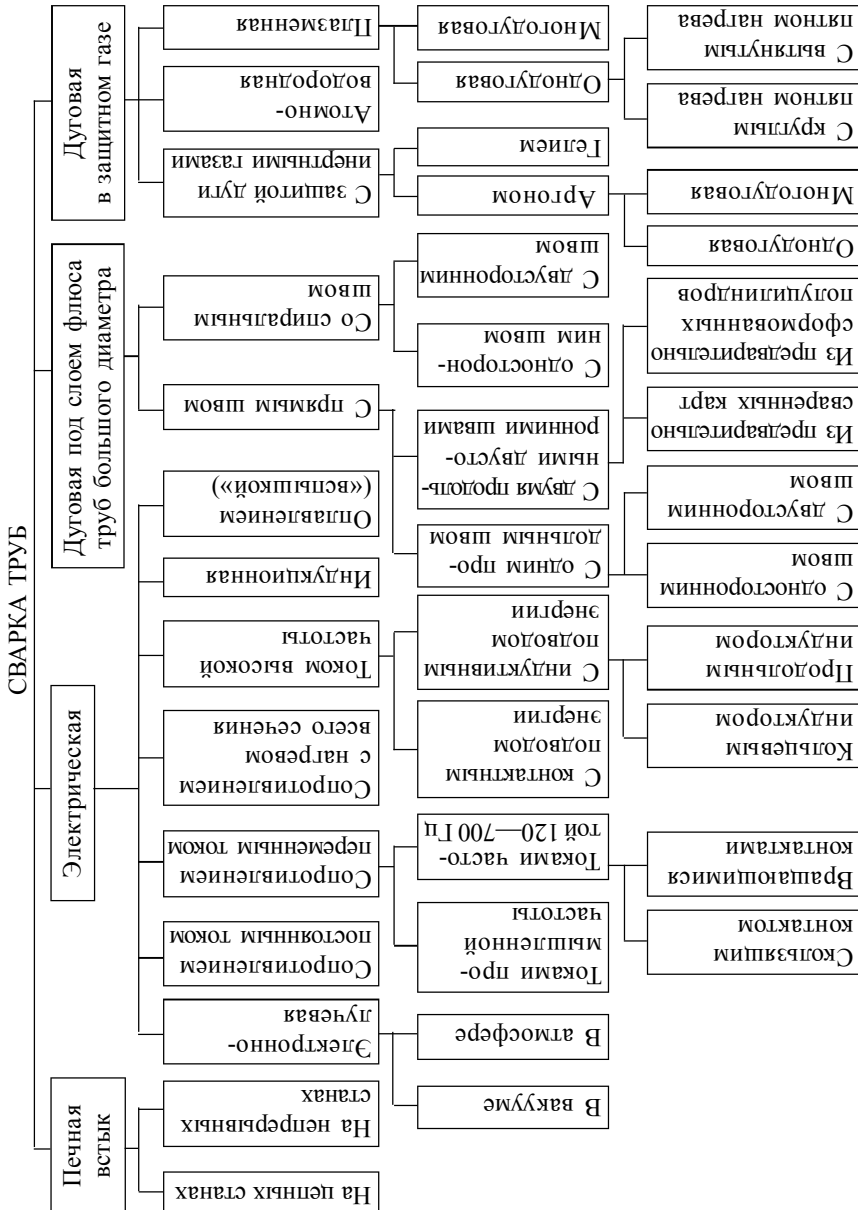 СВАРКА ТРУБ
Печная
встык
Электрическая
Дуговая под слоем флюса
труб большого диаметра
Дуговая
в защитном газе
На цепных станах
На непрерывных
станах
Электронно-
лучевая
Сопротивлением
постоянным током
Сопротивлением
переменным током
Сопротивлением
с нагревом
всего сечения
Током высокой
частоты
Индукционная
Оплавлением
(«вспышкой»)
С прямым швом
Со спиральным
швом
С защитой дуги
инертными газами
Атомно-
водородная
Плазменная
В вакууме
В атмосфере
Токами про-
мышленной
частоты
Токами часто-
той 120—700 Гц
С контактным
подводом
энергии
С индуктивным
подводом
энергии
С одним про-
дольным швом
С двумя продоль-
ными двусто-
ронними швами
С односторон-
ним швом
С двусторонним
швом
Аргоном
Гелием
Однодуговая
Многодуговая
Скользящим
контактом
Вращающимися
контактами
Кольцевым
индуктором
Продольным
индуктором
С односторонним
швом
С двусторонним
швом
Из предварительно
сваренных карт
Из предварительно
сформованных
полуцилиндров
Однодуговая
Многодуговая
С круглым
пятном нагрева
С вытянутым
пятном нагрева